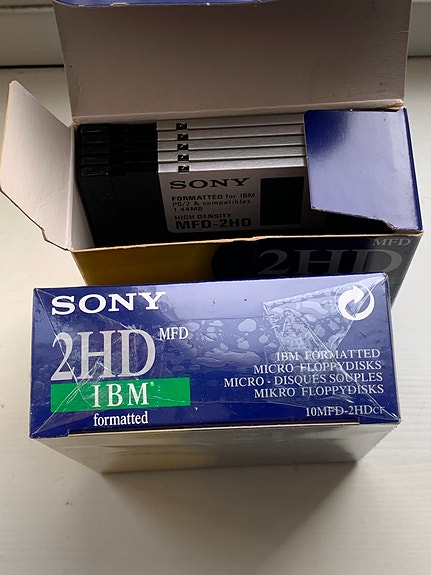 SONY
FORMATTED for IBM
PS/2 & compatibles
1.44MB
HIGH DENSITY
MFD-2HD
MFD
2HD
SONY
2HD MFD
IBM
formatted
IBM FORMATTED
MICRO FLOPPYDISKS
MICRO - DISQUES SOUPLES
MIKRO FLOPPYDISKS
10MFD-2HDCF